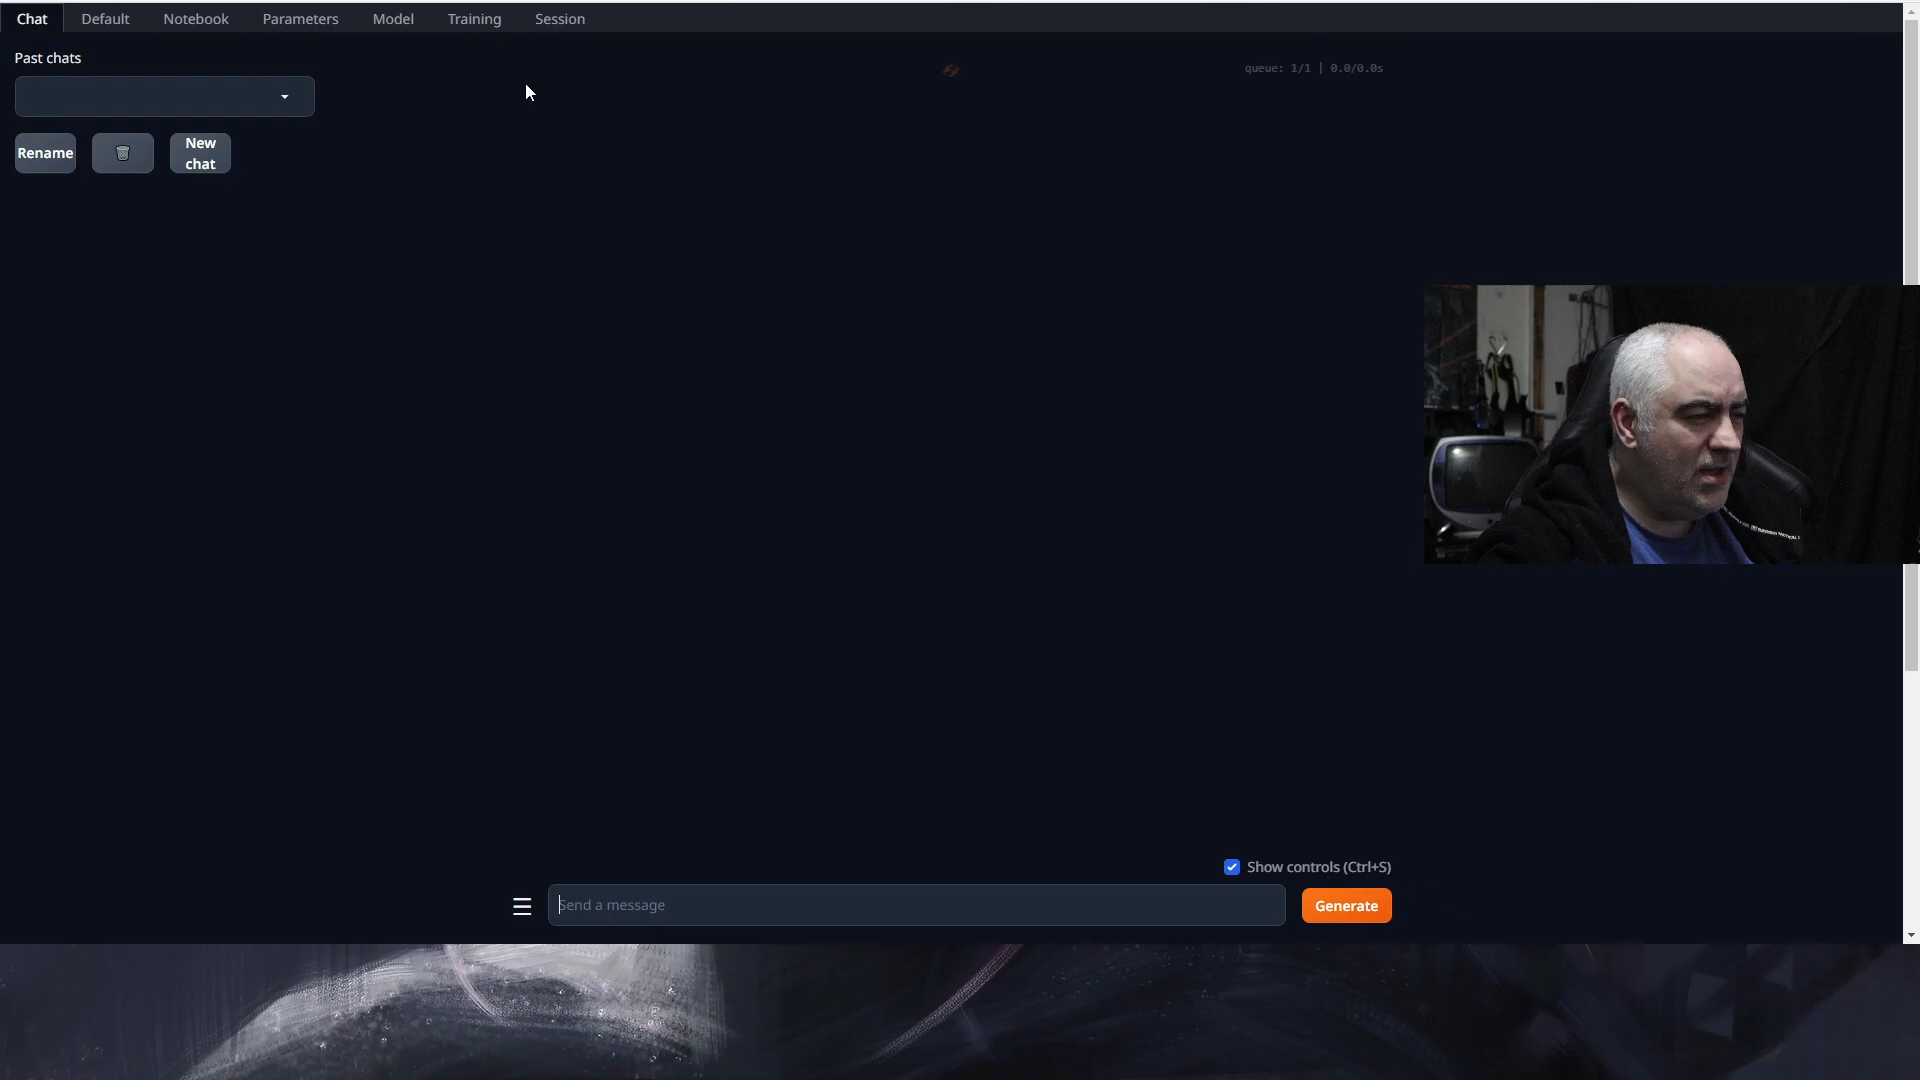 Chat Default Notebook Parameters Model Training Session
Past chats
queue: 1/1 | 0.0/0.0s
Rename
New
chat
Show controls (Ctrl+S)
Send a message
Generate